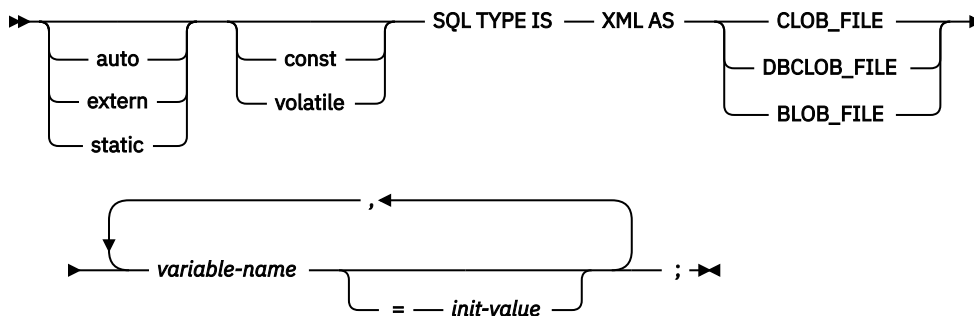 auto
extern
static
const
volatile
SQL TYPE IS
XML AS
CLOB_FILE
DBCLOB_FILE
BLOB_FILE
,
variable-name
= init-value
;